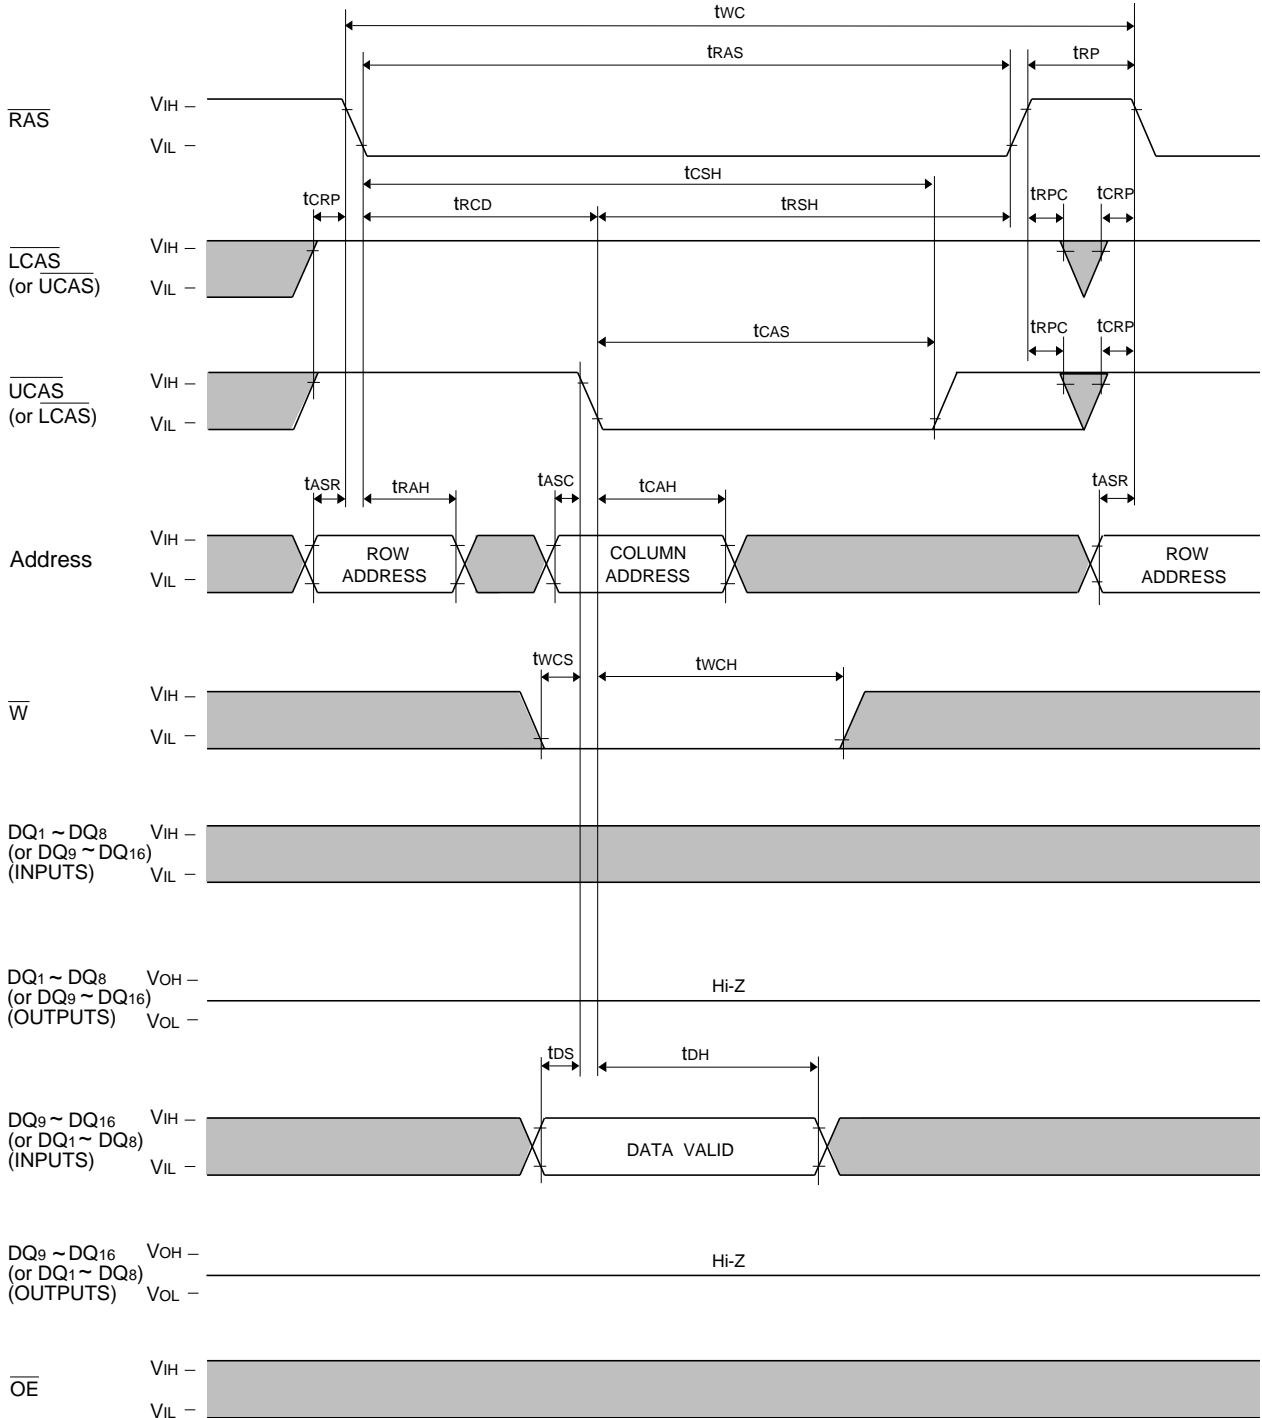 tWC
tRAS tRP
RAS VIH –
VIL –
tCSH
tCRP tRCD tRSH tRPC tCRP
LCAS VIH –
(or UCAS) VIL –
tCAS tRPC tCRP
UCAS VIH –
(or LCAS) VIL –
tASR tRAH tASC tCAH tASR
Address VIH –
VIL –
ROW ADDRESS
COLUMN ADDRESS
ROW ADDRESS
tWCS tWCH
W VIH –
VIL –
DQ1 ~ DQ8 VIH –
(or DQ9 ~ DQ16)
(INPUTS) VIL –
DQ1 ~ DQ8 VOH –
(or DQ9 ~ DQ16) Hi-Z
(OUTPUTS) VOL –
tDS tDH
DQ9 ~ DQ16 VIH –
(or DQ1 ~ DQ8) DATA VALID
(INPUTS) VIL –
DQ9 ~ DQ16 VOH –
(or DQ1 ~ DQ8) Hi-Z
(OUTPUTS) VOL –
OE VIH –
VIL –